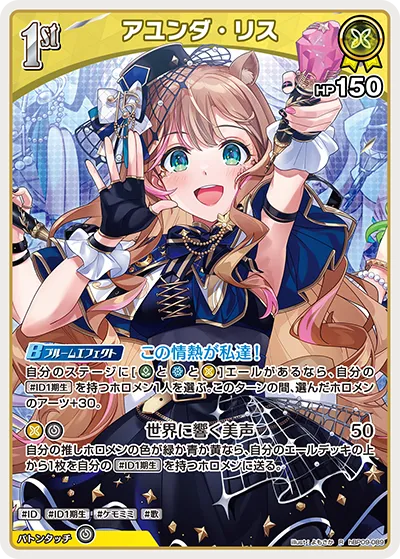 1st
アユンダ・リス
HP150
Bブルームエフェクト この情熱が私達！
自分のステージに[と と]エールがあるなら、自分の
#ID1期生 を持つホロメン1人を選ぶ。このターンの間、選んだホロメン
のアーツ+30。
世界に響く美声 50
自分の推しホロメンの色が緑か青か黄なら、自分のエールデッキの上
から1枚を自分の #ID1期生 を持つホロメンに送る。
#ID #ID1期生 #ケモミミ #歌
バトンタッチ
Illust/ R